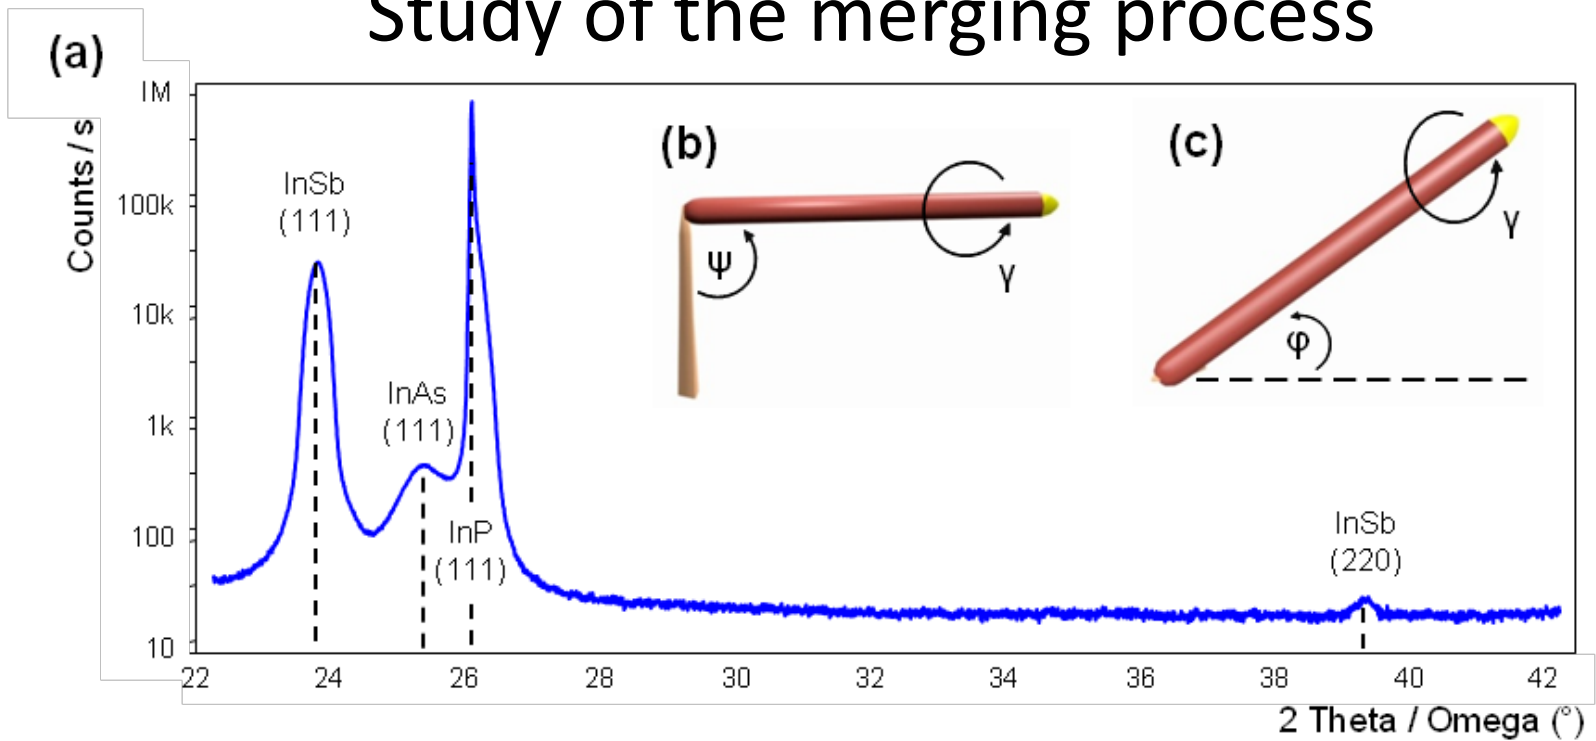 Study of the merging process
(a)
Counts / s
1M
100k
10k
1k
100
10
InSb
(111)
InAs
(111)
InP
(111)
InSb
(220)
(b)
ψ
γ
(c)
γ
φ
22 24 26 28 30 32 34 36 38 40 42
2 Theta / Omega (°)